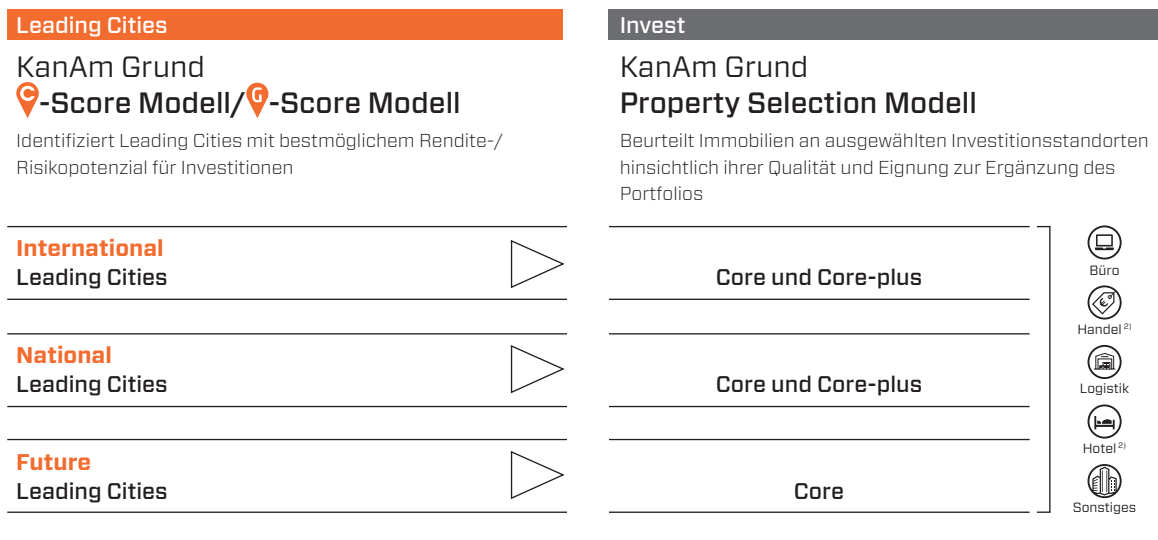 Leading Cities
KanAm Grund
C-Score Modell/G-Score Modell
Identifiziert Leading Cities mit bestmöglichem Rendite-/
Risikopotenzial für Investitionen
International
Leading Cities
National
Leading Cities
Future
Leading Cities
Invest
KanAm Grund
Property Selection Modell
Beurteilt Immobilien an ausgewählten Investitionsstandorten
hinsichtlich ihrer Qualität und Eignung zur Ergänzung des
Portfolios
Core und Core-plus
Core und Core-plus
Core
Büro
Handel 2)
Logistik
Hotel 2)
Sonstiges